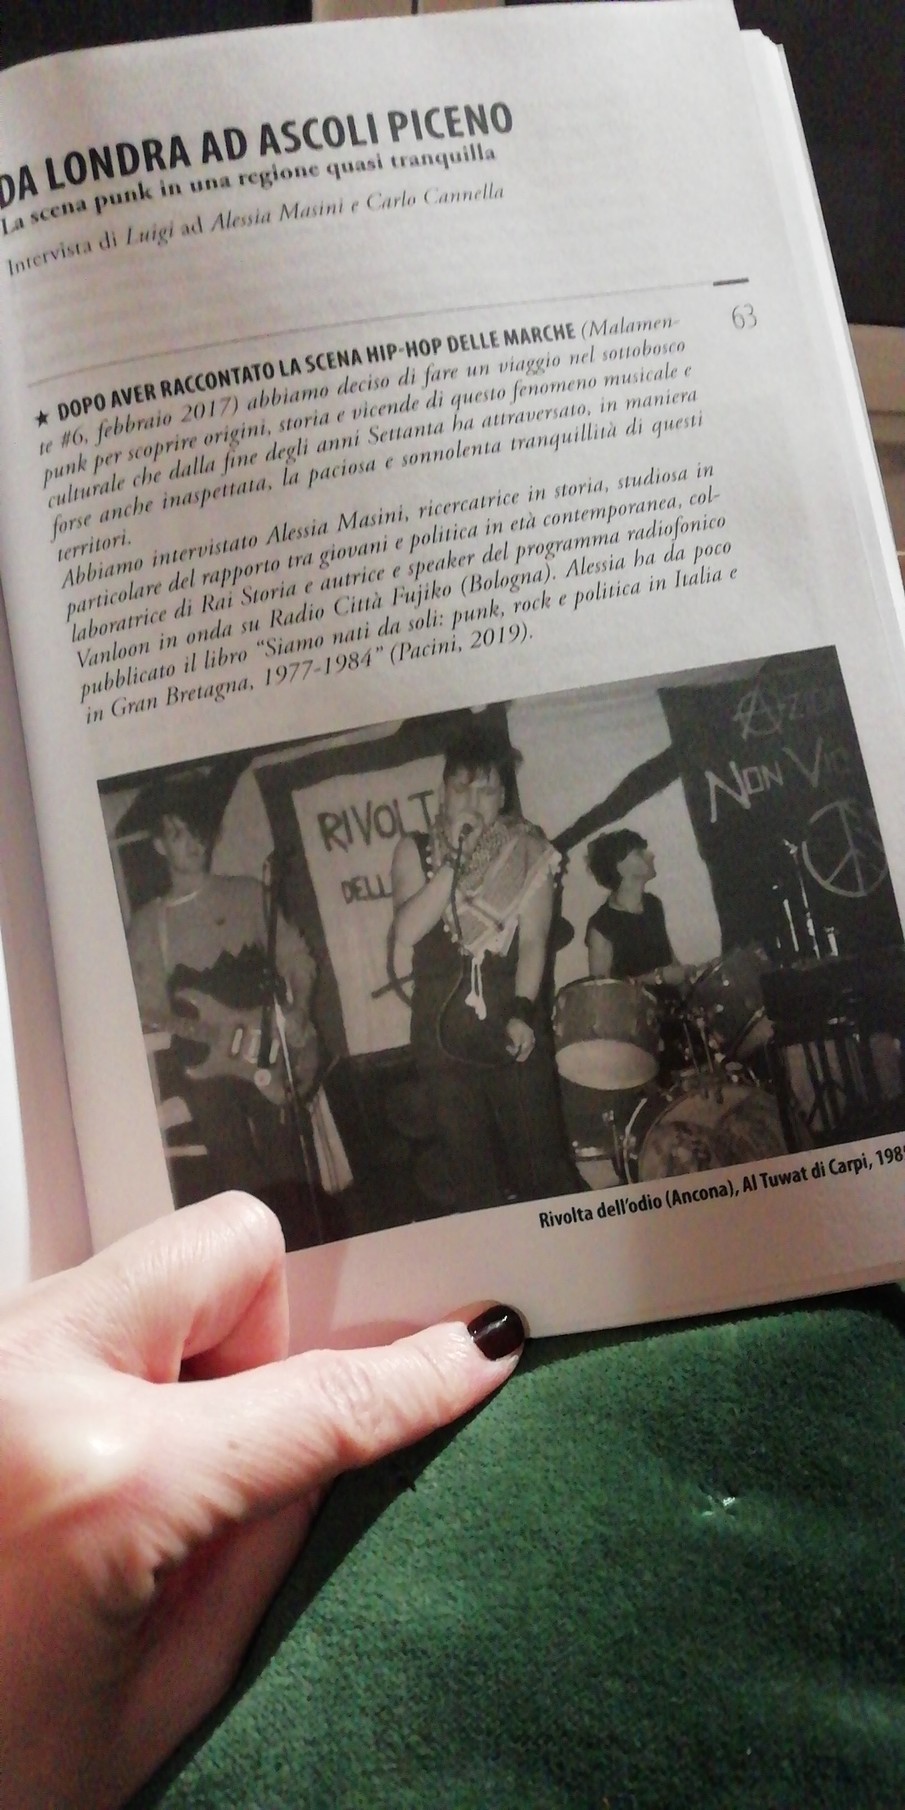 DA LONDRA AD ASCOLI PICENO
La scena punk in una regione quasi tranquilla
Intervista di Luigi ad Alessia Masini e Carlo Cannella
63
★ DOPO AVER RACCONTATO LA SCENA HIP-HOP DELLE MARCHE (Malamen-
te #6, febbraio 2017) abbiamo deciso di fare un viaggio nel sottobosco
punk per scoprire origini, storia e vicende di questo fenomeno musicale e
culturale che dalla fine degli anni Settanta ha attraversato, in maniera
forse anche inaspettata, la paciosa e sonnolenta tranquillità di questi
territori.
Abbiamo intervistato Alessia Masini, ricercatrice in storia, studiosa in
particolare del rapporto tra giovani e politica in età contemporanea, col-
laboratrice di Rai Storia e autrice e speaker del programma radiofonico
Vanloon in onda su Radio Città Fujiko (Bologna). Alessia ha da poco
pubblicato il libro “Siamo nati da soli: punk, rock e politica in Italia e
in Gran Bretagna, 1977-1984” (Pacini, 2019).
RIVOLT
DELL
NON VIO
Rivolta dell'odio (Ancona), Al Tuwat di Carpi, 198